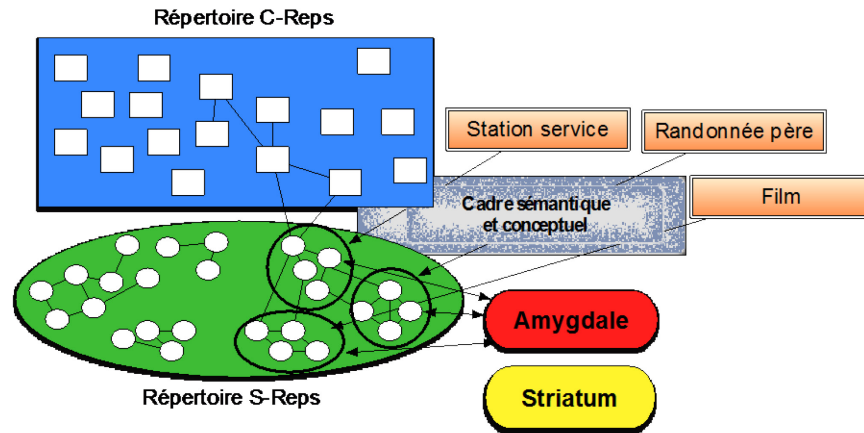 Répertoire C-Reps
Station service
Randonnée père
Film
Cadre sémantique
et conceptuel
Amygdale
Striatum
Répertoire S-Reps